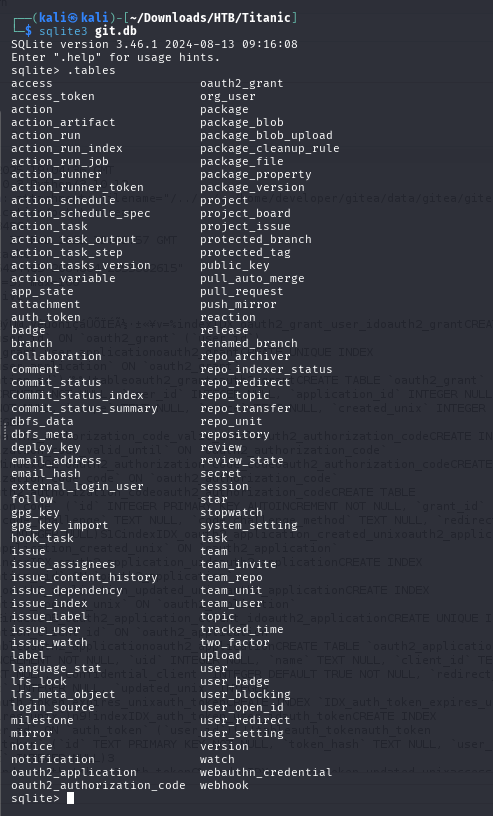 ┌──(kali㉿kali)-[~/Downloads/HTB/Titanic]
└─$ sqlite3 git.db
SQLite version 3.46.1 2024-08-13 09:16:08
Enter ".help" for usage hints.
sqlite> .tables
access oauth2_grant
access_token org_user
action package
action_artifact package_blob
action_run package_blob_upload
action_run_index package_cleanup_rule
action_run_job package_file
action_runner package_property
action_runner_token package_version
action_schedule project
action_schedule_spec project_board
action_task project_issue
action_task_output protected_branch
action_task_step protected_tag
action_tasks_version public_key
action_variable pull_auto_merge
app_state pull_request
attachment push_mirror
auth_token reaction
badge release
branch renamed_branch
collaboration repo_archiver
comment repo_indexer_status
commit_status repo_redirect
commit_status_index repo_topic
commit_status_summary repo_transfer
dbfs_data repo_unit
dbfs_meta repository
deploy_key review
email_address review_state
email_hash secret
external_login_user session
follow star
gpg_key stopwatch
gpg_key_import system_setting
hook_task task
issue team
issue_assignees team_invite
issue_content_history team_repo
issue_dependency team_unit
issue_index team_user
issue_label topic
issue_user tracked_time
issue_watch two_factor
label upload
language_stat user
lfs_lock user_badge
lfs_meta_object user_blocking
login_source user_open_id
milestone user_redirect
mirror user_setting
notice version
notification watch
oauth2_application webauthn_credential
oauth2_authorization_code webhook
sqlite>